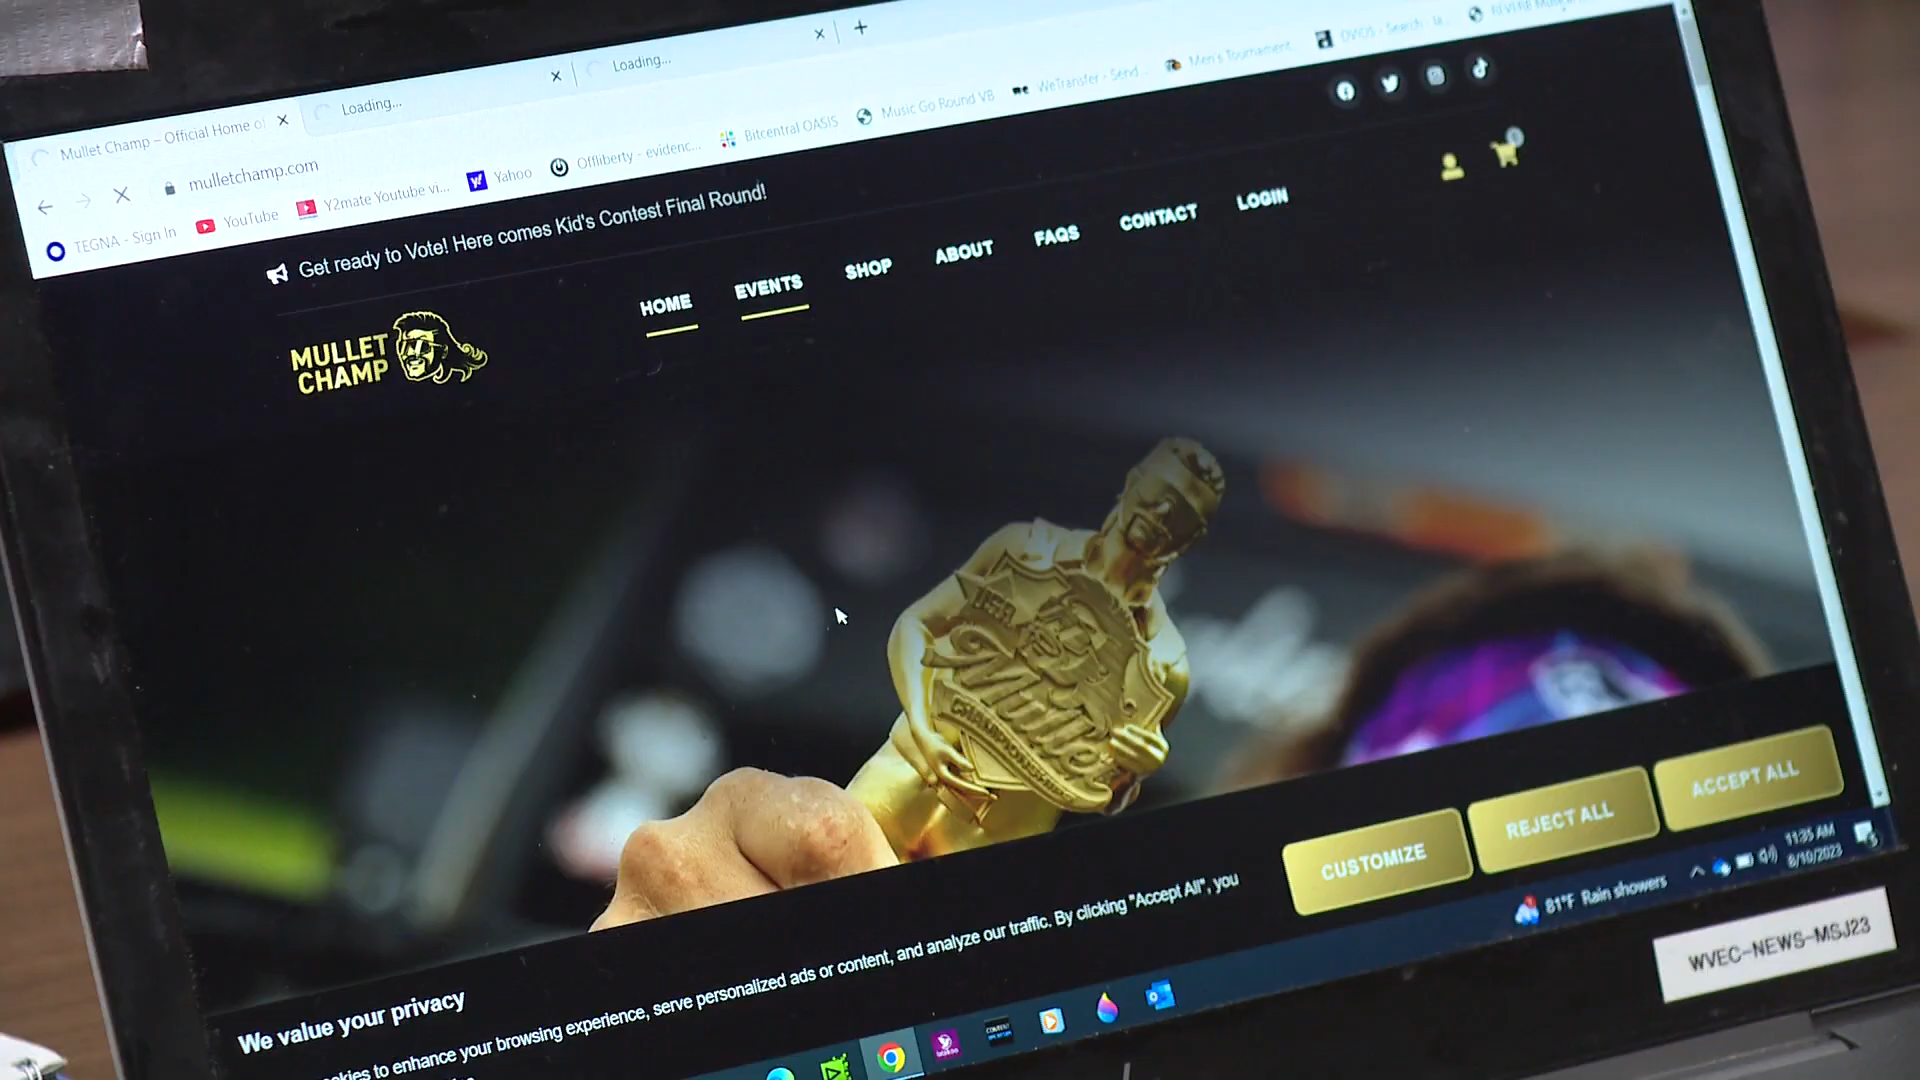 Mullet Champ – Official Home of
Loading...
Loading...
mulletchamp.com
TEGNA - Sign In
YouTube
Y2mate Youtube vi...
Yahoo
Offliberty - evidenc...
Bitcentral OASIS
Music Go Round VB
WeTransfer - Send ...
Men's Tournament
Get ready to Vote! Here comes Kid's Contest Final Round!
MULLET
CHAMP
HOME
EVENTS
SHOP
ABOUT
FAQS
CONTACT
LOGIN
USA
Mullet
CHAMPIONSHIPS
We value your privacy
okies to enhance your browsing experience, serve personalized ads or content, and analyze our traffic. By clicking "Accept All", you
CUSTOMIZE
REJECT ALL
ACCEPT ALL
81°F Rain showers
11:35 AM
8/10/2023
WVEC-NEWS-MSJ23